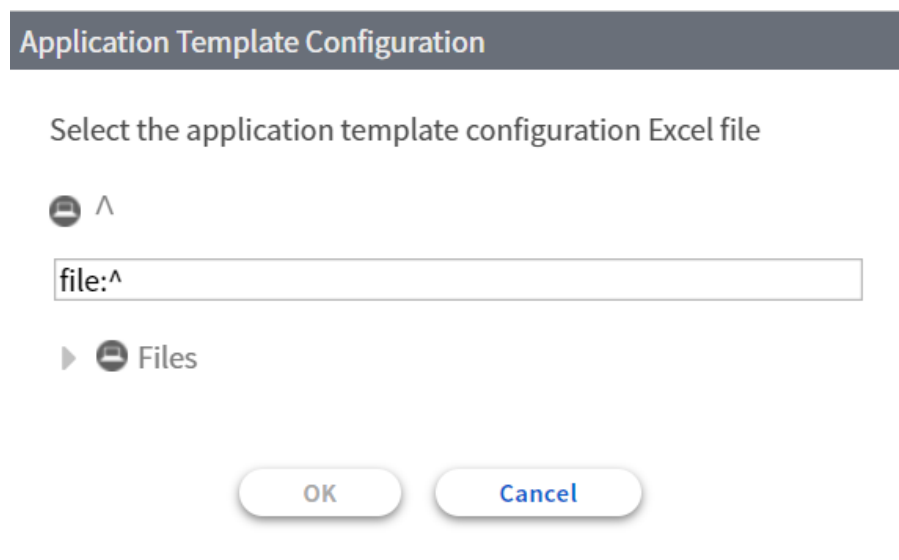 Application Template Configuration
Select the application template configuration Excel file
^
file:^
Files
OK Cancel